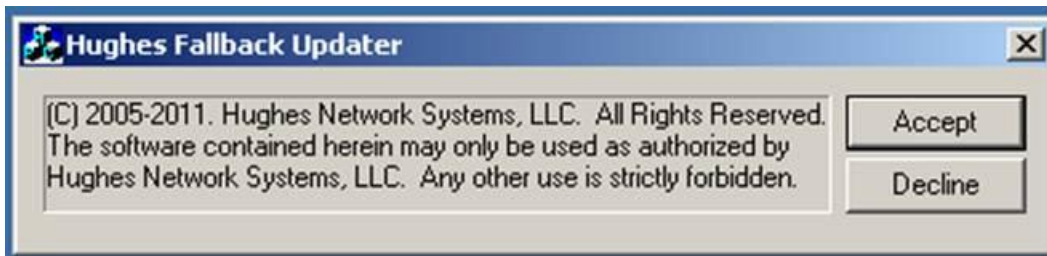 Hughes Fallback Updater
(C) 2005-2011. Hughes Network Systems, LLC.  All Rights Reserved.
The software contained herein may only be used as authorized by
Hughes Network Systems, LLC.  Any other use is strictly forbidden.
Accept
Decline